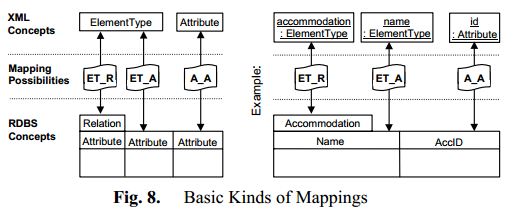 XML
Concepts
ElementType
Attribute
accommodation
: ElementType
name
: ElementType
id
: Attribute
Mapping
Possibilities
ET_R
ET_A
A_A
Example:
ET_R
ET_A
A_A
RDBS
Concepts
Relation
Attribute Attribute Attribute
Accommodation
Name AccID
Fig. 8. Basic Kinds of Mappings